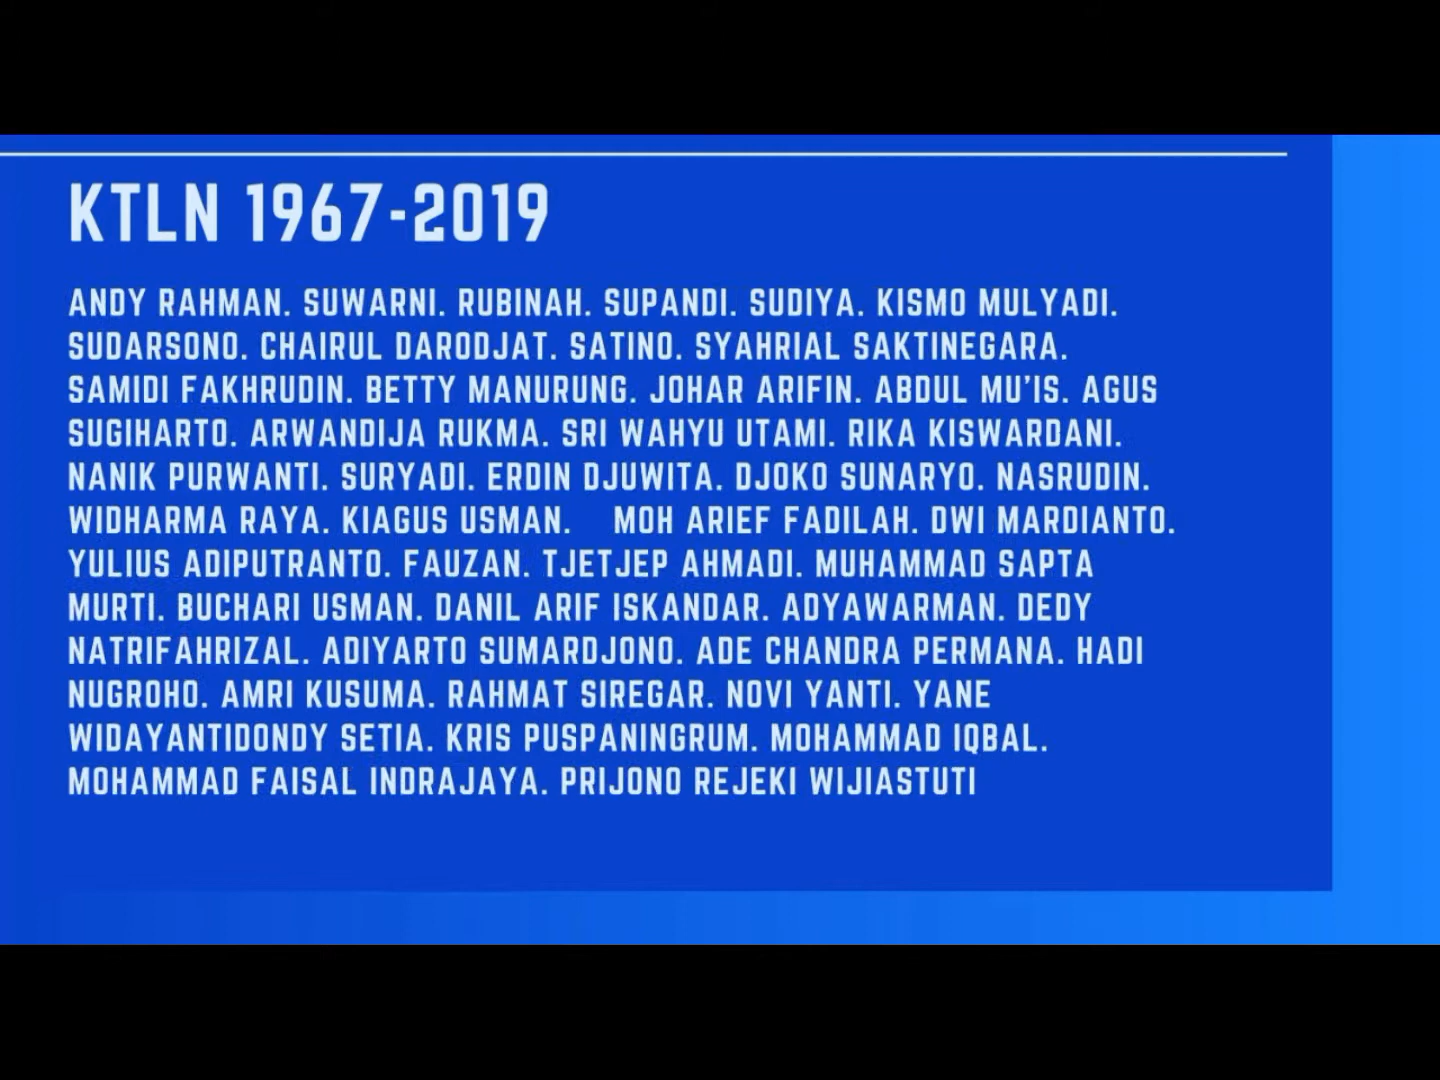 KTLN 1967-2019
ANDY RAHMAN. SUWARNI. RUBINAH. SUPANDI. SUDIYA. KISMO MULYADI.
SUDARSONO. CHAIRUL DARODJAT. SATINO. SYAHRIAL SAKTINEGARA.
SAMIDI FAKHRUDIN. BETTY MANURUNG. JOHAR ARIFIN. ABDUL MU'IS. AGUS
SUGIHARTO. ARWANDIJA RUKMA. SRI WAHYU UTAMI. RIKA KISWARDANI.
NANIK PURWANTI. SURYADI. ERDIN DJUWITA. DJOKO SUNARYO. NASRUDIN.
WIDHARMA RAYA. KIAGUS USMAN. MOH ARIEF FADILAH. DWI MARDIANTO.
YULIUS ADIPUTRANTO. FAUZAN. TJETJEP AHMADI. MUHAMMAD SAPTA
MURTI. BUCHARI USMAN. DANIL ARIF ISKANDAR. ADYAWARMAN. DEDY
NATRIFAHRIZAL. ADIYARTO SUMARDJONO. ADE CHANDRA PERMANA. HADI
NUGROHO. AMRI KUSUMA. RAHMAT SIREGAR. NOVI YANTI. YANE
WIDAYANTIDONDY SETIA. KRIS PUSPANINGRUM. MOHAMMAD IQBAL.
MOHAMMAD FAISAL INDRAJAYA. PRIJONO REJEKI WIJIASTUTI